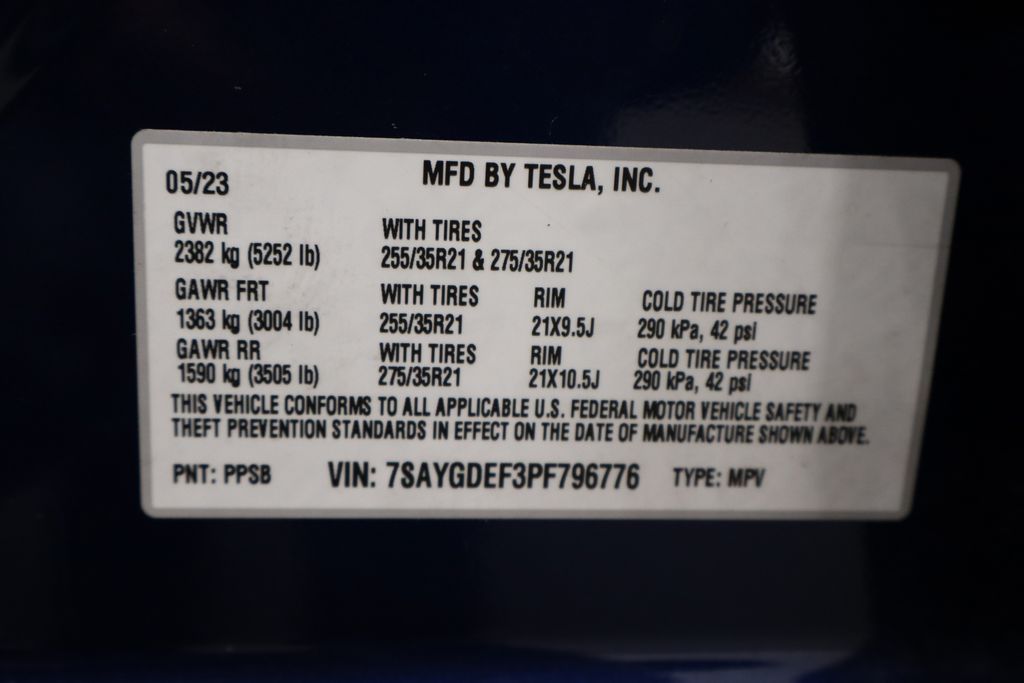 05/23 MFD BY TESLA, INC.
GVWR WITH TIRES
2382 kg (5252 lb) 255/35R21 & 275/35R21
GAWR FRT WITH TIRES RIM COLD TIRE PRESSURE
1363 kg (3004 lb) 255/35R21 21X9.5J 290 kPa, 42 psi
GAWR RR WITH TIRES RIM COLD TIRE PRESSURE
1590 kg (3505 lb) 275/35R21 21X10.5J 290 kPa, 42 psi
THIS VEHICLE CONFORMS TO ALL APPLICABLE U.S. FEDERAL MOTOR VEHICLE SAFETY AND
THEFT PREVENTION STANDARDS IN EFFECT ON THE DATE OF MANUFACTURE SHOWN ABOVE.
PNT: PPSB VIN: 7SAYGDEF3PF796776 TYPE: MPV